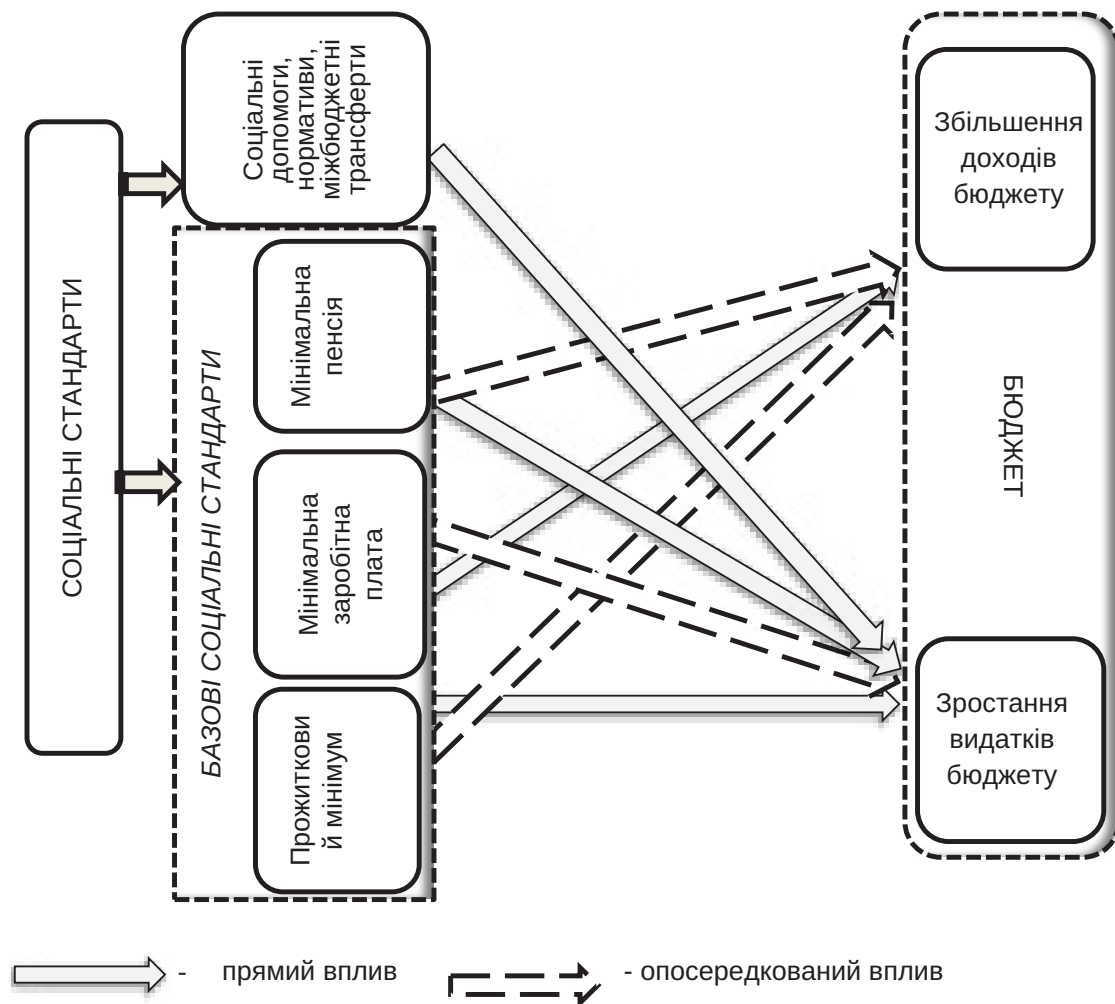 СОЦІАЛЬНІ СТАНДАРТИ
Соціальні
допомоги,
нормативи,
міжбюджетні
трансферти
БАЗОВІ СОЦІАЛЬНІ СТАНДАРТИ
Мінімальна
пенсія
Мінімальна
заробітна
плата
Прожиткови
й мінімум
Збільшення
доходів
бюджету
БЮДЖЕТ
Зростання
видатків
бюджету
- прямий вплив
- опосередкований вплив